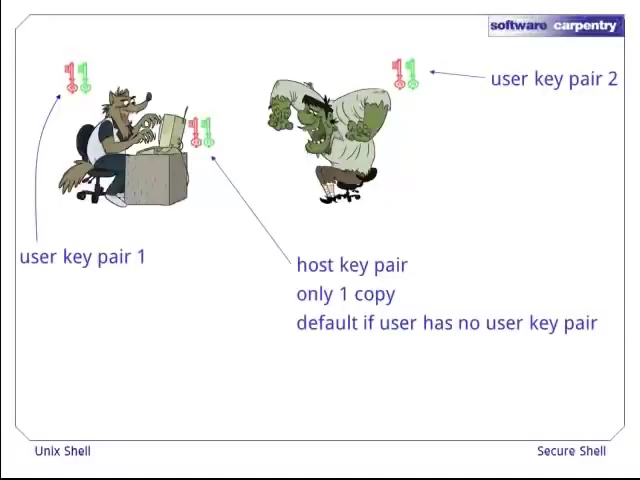 software carpentry
user key pair 2
user key pair 1
host key pair
only 1 copy
default if user has no user key pair
Unix Shell
Secure Shell